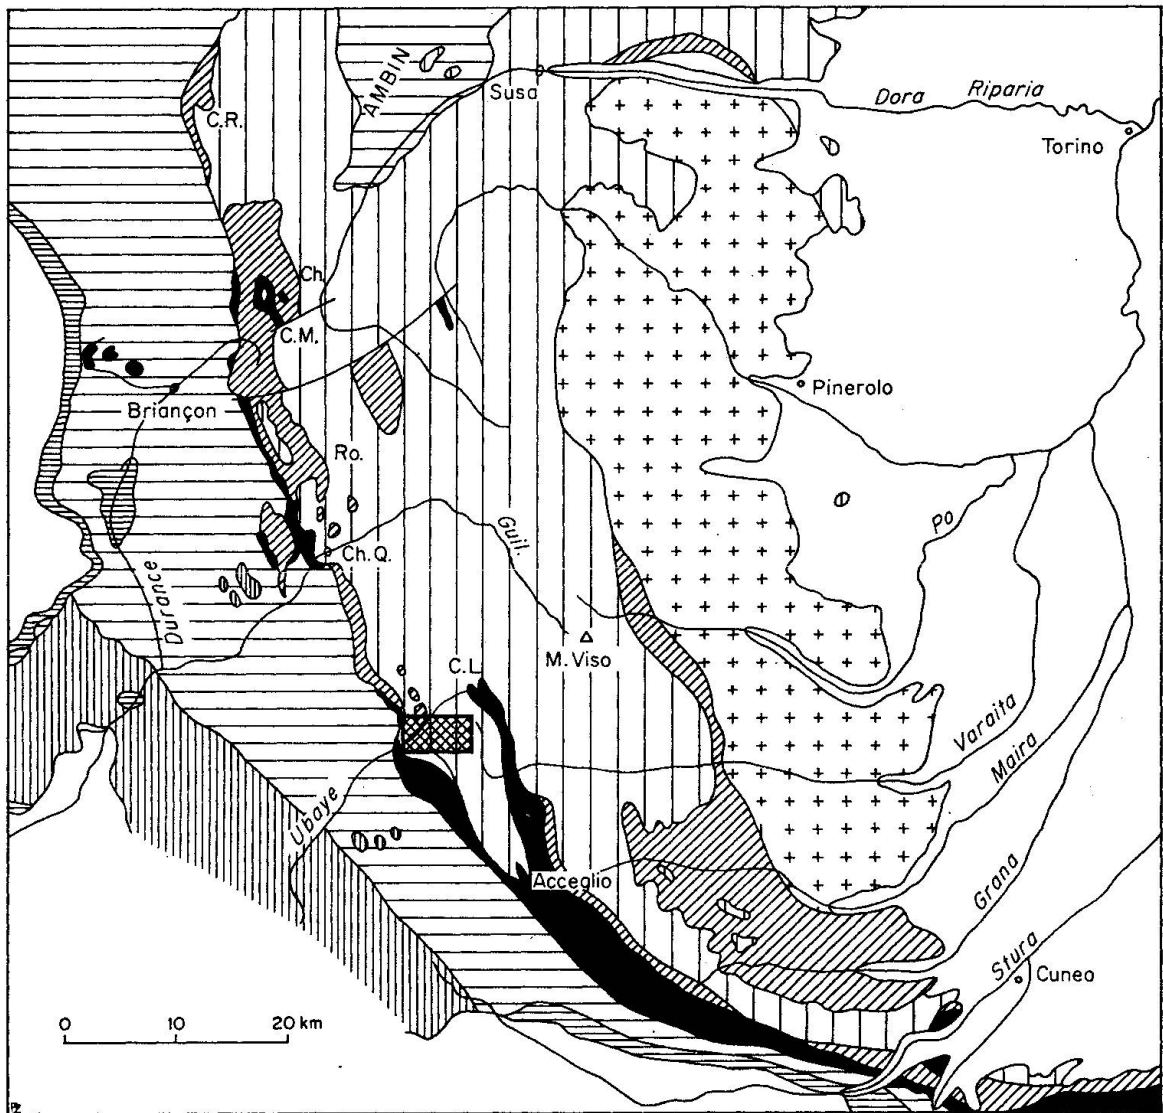 AMBIN
Susa
Dora Riparia
C.R.
Torino
Ch.
C.M.
Pinerolo
Briançon
Ro.
Guil.
Po
Ch.Q.
Durance
M. Viso
C.L.
Varaita
Maira
Ubaye
Acceglio
Grana
Stura
Cuneo
0 10 20 km